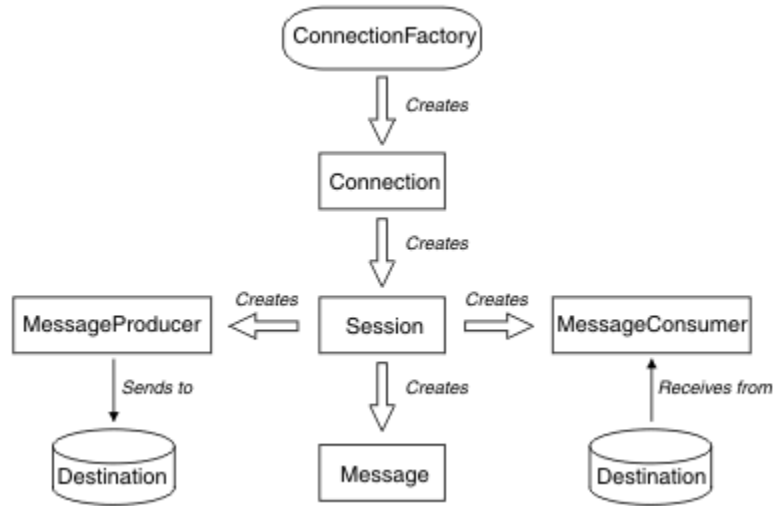 ConnectionFactory
Creates
Connection
Creates
Creates
Creates
MessageProducer
Session
MessageConsumer
Sends to
Creates
Receives from
Destination
Message
Destination